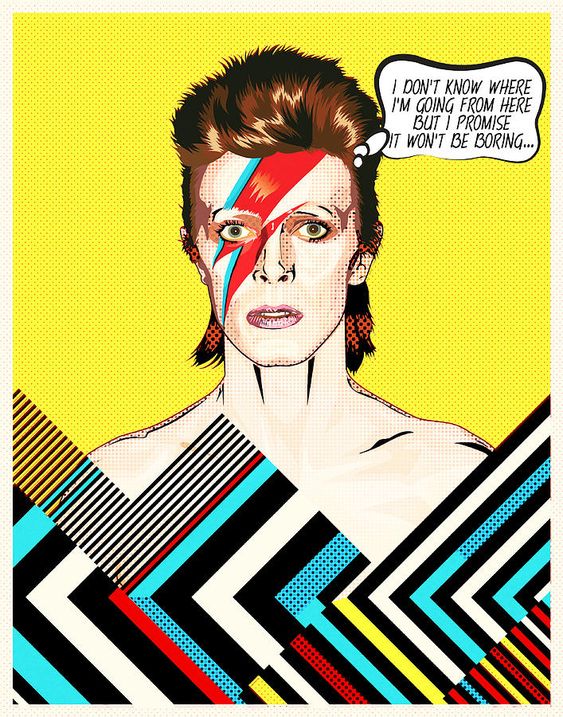 I DON'T KNOW WHERE
I'M GOING FROM HERE
BUT I PROMISE
IT WON'T BE BORING...